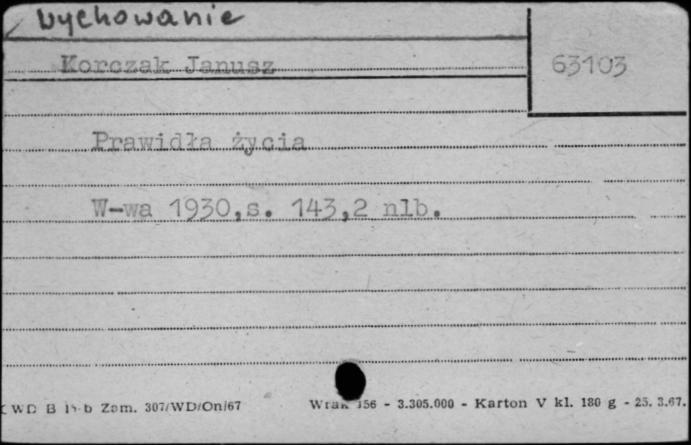 wychowanie
Korczak Janusz
63103
Prawidła życia
W-wa 1930,s. 143,2 nlb.
WD B b Zam. 307/WD/On/67 156 - 3.305.000 - Karton V kl. 180 g - 25. 3.67.